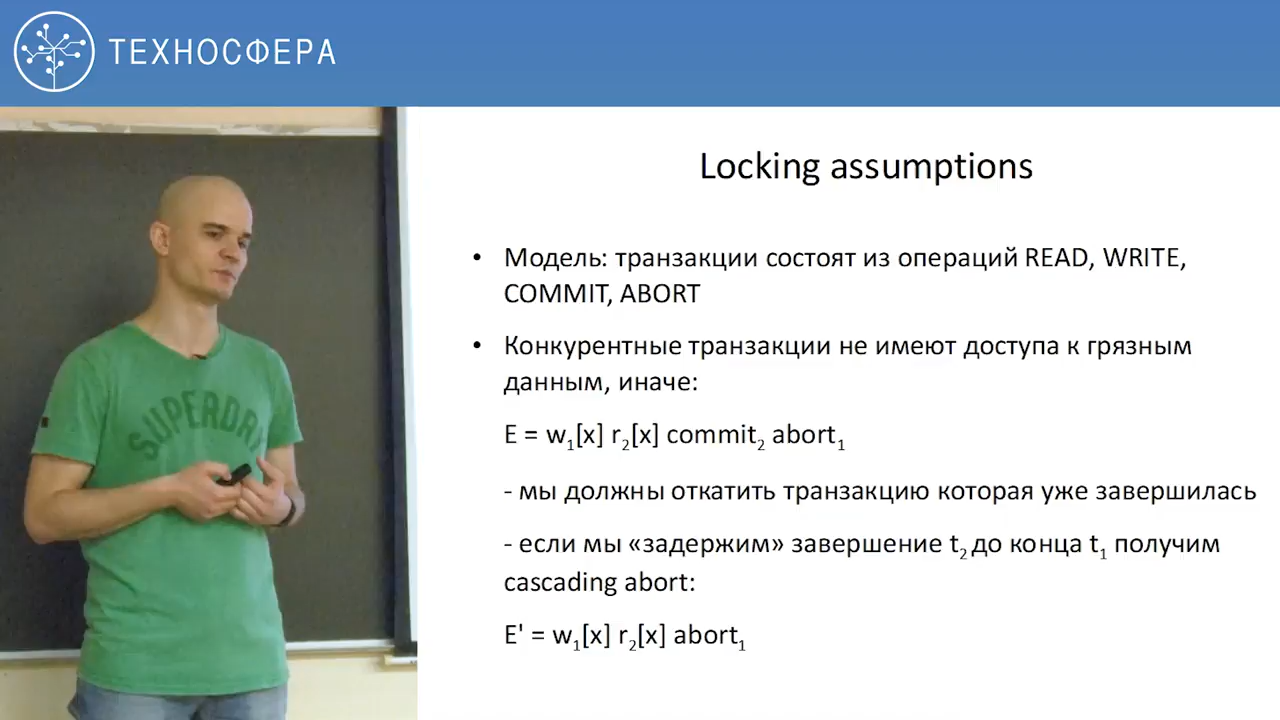 ТЕХНОСФЕРА
Locking assumptions
• Модель: транзакции состоят из операций READ, WRITE,
COMMIT, ABORT
• Конкурентные транзакции не имеют доступа к грязным
данным, иначе:
E = w₁[x] r₂[x] commit₂ abort₁
- мы должны откатить транзакцию которая уже завершилась
- если мы «задержим» завершение t₂ до конца t₁ получим
cascading abort:
E' = w₁[x] r₂[x] abort₁
SUPERDRY